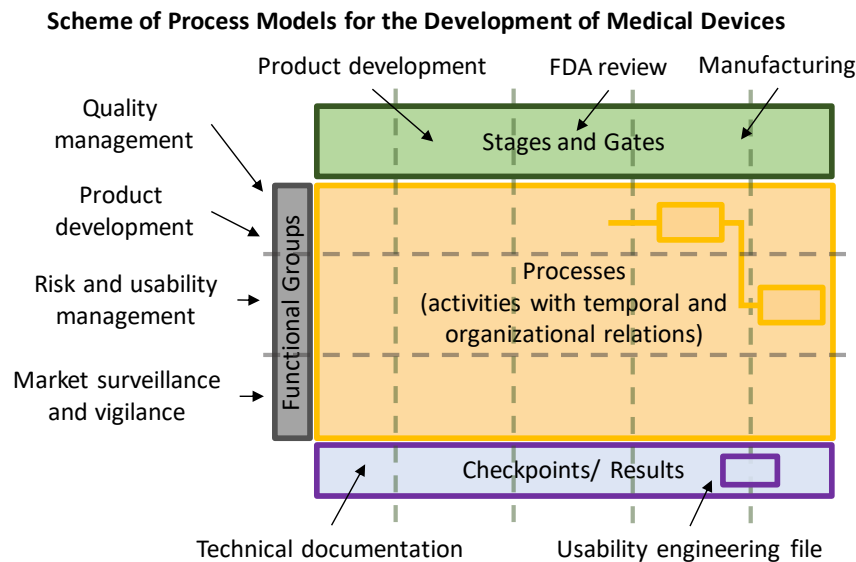 Scheme of Process Models for the Development of Medical Devices
Product development
FDA review
Manufacturing
Quality
management
Stages and Gates
Product
development
Functional Groups
Risk and usability
management
Processes
(activities with temporal and
organizational relations)
Market surveillance
and vigilance
Checkpoints/ Results
Technical documentation
Usability engineering file